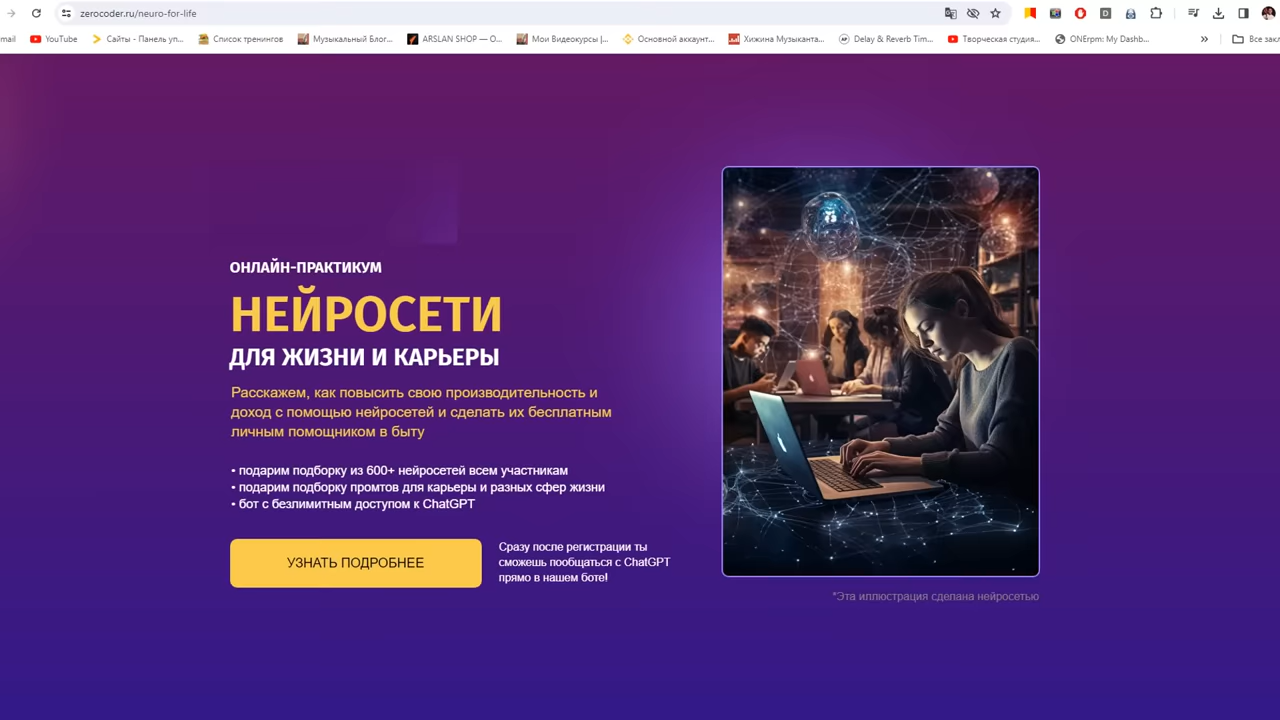 zerocoder.ru/neuro-for-life
mail
YouTube
Сайты - Панель уп...
Список тренингов
Музыкальный Блог...
ARSLAN SHOP — О...
Мои Видеокурсы |...
Основной аккаунт...
Хижина Музыканта...
Delay & Reverb Tim...
Творческая студия...
ONErpm: My Dashb...
»
Все закл
ОНЛАЙН-ПРАКТИКУМ
НЕЙРОСЕТИ
ДЛЯ ЖИЗНИ И КАРЬЕРЫ
Расскажем, как повысить свою производительность и
доход с помощью нейросетей и сделать их бесплатным
личным помощником в быту
• подарим подборку из 600+ нейросетей всем участникам
• подарим подборку промтов для карьеры и разных сфер жизни
• бот с безлимитным доступом к ChatGPT
УЗНАТЬ ПОДРОБНЕЕ
Сразу после регистрации ты
сможешь пообщаться с ChatGPT
прямо в нашем боте!
*Эта иллюстрация сделана нейросетью